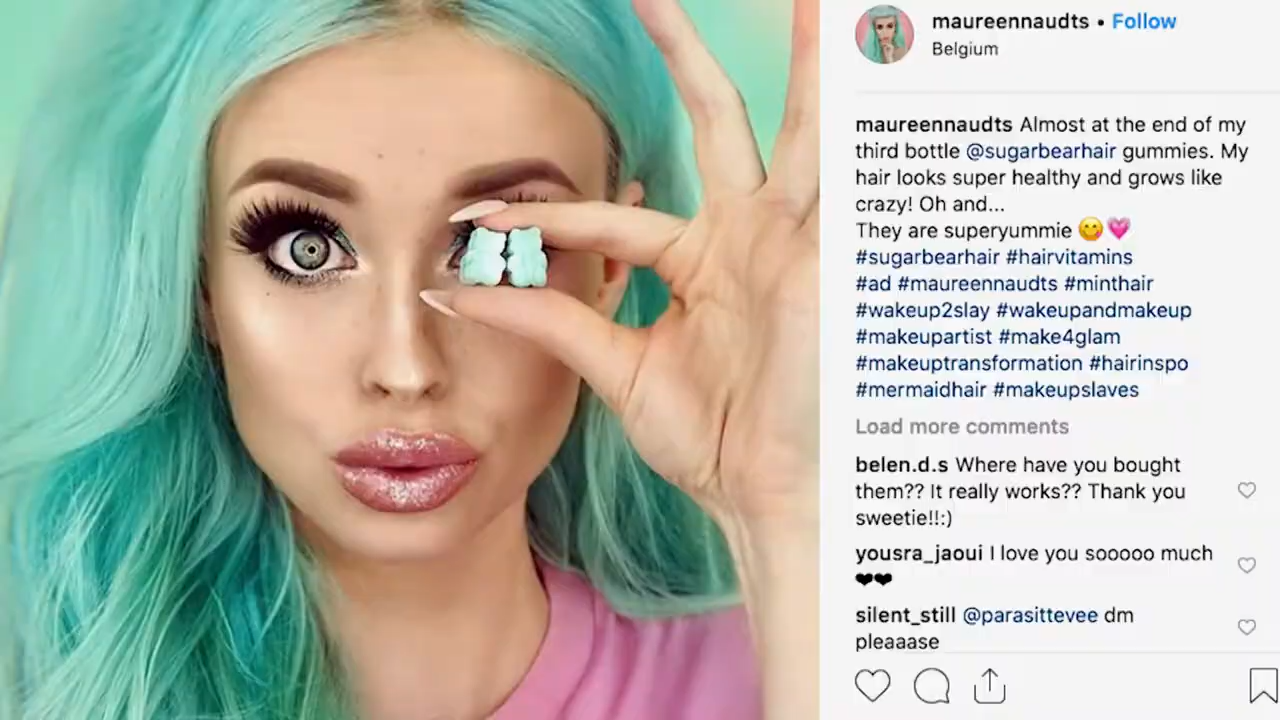 maureennaudts • Follow
Belgium
maureennaudts Almost at the end of my
third bottle @sugarbearhair gummies. My
hair looks super healthy and grows like
crazy! Oh and...
They are superyummie 😋💗
#sugarbearhair #hairvitamins
#ad #maureennaudts #minthair
#wakeup2slay #wakeupandmakeup
#makeupartist #make4glam
#makeuptransformation #hairinspo
#mermaidhair #makeupslaves
Load more comments
belen.d.s Where have you bought
them?? It really works?? Thank you
sweetie!!:)
yousra_jaoui I love you sooooo much
❤❤
silent_still @parasittevee dm
pleaaase